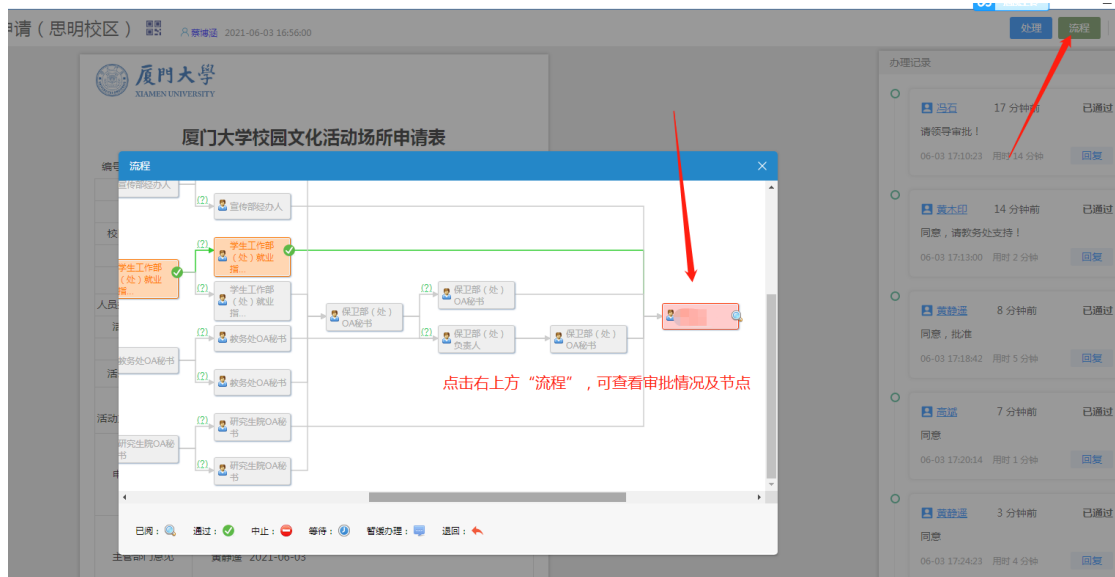 申请（思明校区）
蔡博涵 2021-06-03 16:56:00
处理
流程
厦門大學
XIAMEN UNIVERSITY
厦门大学校园文化活动场所申请表
编号
校
人员
活动
主管部门意见 黄静遥 2021-06-03
流程
宣传部经办人
(?) 宣传部经办人
学生工作部（处）就业指...
(?) 学生工作部（处）就业指...
(?) 学生工作部（处）就业指...
保卫部（处）OA秘书
(?) 保卫部（处）OA秘书
(?) 保卫部（处）负责人
保卫部（处）OA秘书
教务处OA秘书
(?) 教务处OA秘书
(?) 教务处OA秘书
研究生院OA秘书
(?) 研究生院OA秘书
(?) 研究生院OA秘书
点击右上方“流程”，可查看审批情况及节点
已阅： 通过： 中止： 等待： 暂缓办理： 退回：
办理记录
冯石 17 分钟前 已通过
请领导审批！
06-03 17:10:23 用时 14 分钟 回复
黄木印 14 分钟前 已通过
同意，请教务处支持！
06-03 17:13:00 用时 2 分钟 回复
黄静遥 8 分钟前 已通过
同意，批准
06-03 17:18:42 用时 5 分钟 回复
高斌 7 分钟前 已通过
同意
06-03 17:20:14 用时 1 分钟 回复
黄静遥 3 分钟前 已通过
同意
06-03 17:24:23 用时 4 分钟 回复